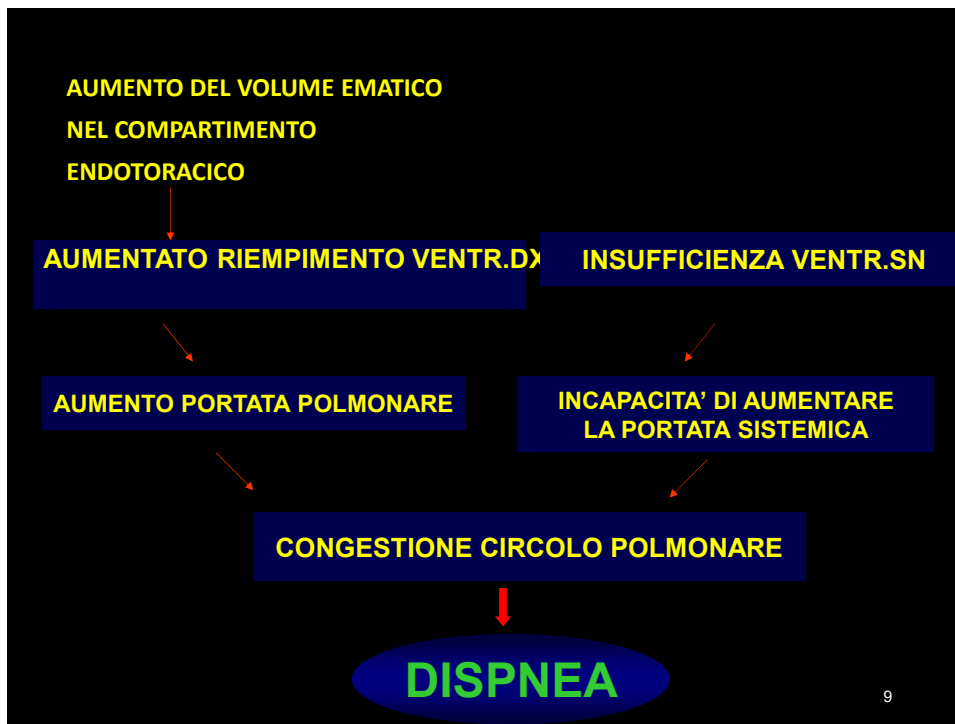 AUMENTO DEL VOLUME EMATICO
NEL COMPARTIMENTO
ENDOTORACICO
AUMENTATO RIEMPIMENTO VENTR.DX
INSUFFICIENZA VENTR.SN
AUMENTO PORTATA POLMONARE
INCAPACITA’ DI AUMENTARE
LA PORTATA SISTEMICA
CONGESTIONE CIRCOLO POLMONARE
DISPNEA
9